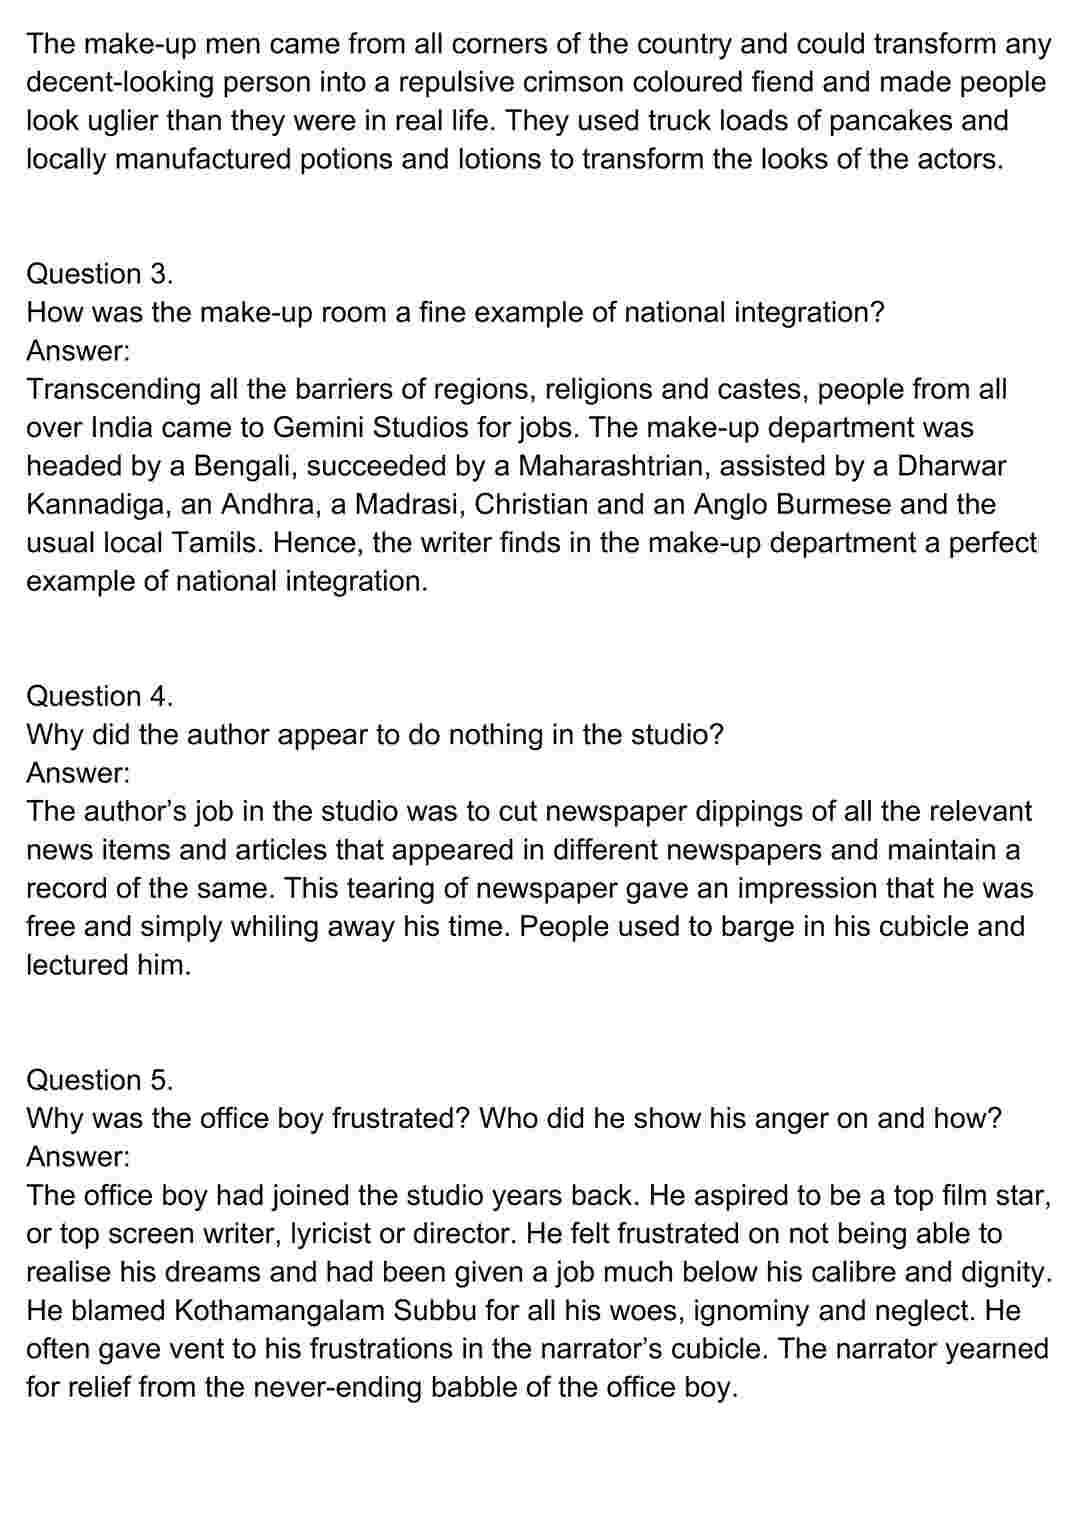 The make-up men came from all corners of the country and could transform any
decent-looking person into a repulsive crimson coloured fiend and made people
look uglier than they were in real life. They used truck loads of pancakes and
locally manufactured potions and lotions to transform the looks of the actors.
Question 3.
How was the make-up room a fine example of national integration?
Answer:
Transcending all the barriers of regions, religions and castes, people from all
over India came to Gemini Studios for jobs. The make-up department was
headed by a Bengali, succeeded by a Maharashtrian, assisted by a Dharwar
Kannadiga, an Andhra, a Madrasi, Christian and an Anglo Burmese and the
usual local Tamils. Hence, the writer finds in the make-up department a perfect
example of national integration.
Question 4.
Why did the author appear to do nothing in the studio?
Answer:
The author’s job in the studio was to cut newspaper dippings of all the relevant
news items and articles that appeared in different newspapers and maintain a
record of the same. This tearing of newspaper gave an impression that he was
free and simply whiling away his time. People used to barge in his cubicle and
lectured him.
Question 5.
Why was the office boy frustrated? Who did he show his anger on and how?
Answer:
The office boy had joined the studio years back. He aspired to be a top film star,
or top screen writer, lyricist or director. He felt frustrated on not being able to
realise his dreams and had been given a job much below his calibre and dignity.
He blamed Kothamangalam Subbu for all his woes, ignominy and neglect. He
often gave vent to his frustrations in the narrator’s cubicle. The narrator yearned
for relief from the never-ending babble of the office boy.